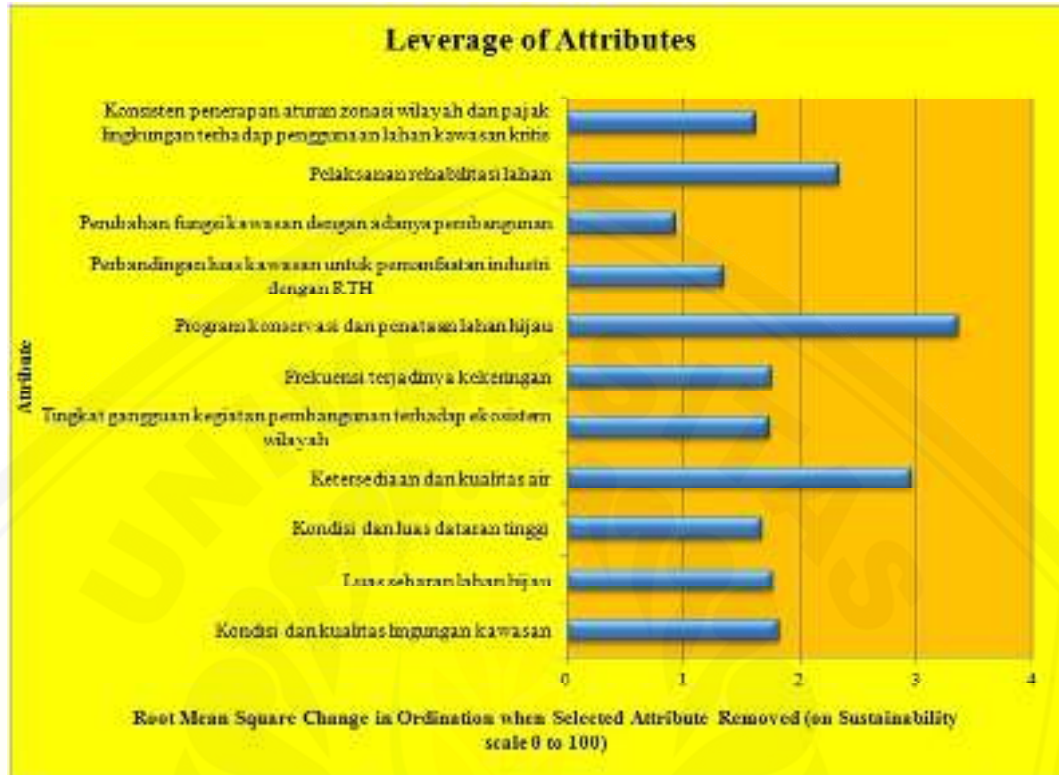 Leverage of Attributes
Konsisten penerapan aturan zonasi wilayah dan pajak
lingkungan terhadap penggunaan lahan kawasan kritis
Pelaksanan rehabilitasi lahan
Perubahan fungsi kawasan dengan adanya pembangunan
Perbandingan luas kawasan untuk pemanfaatan industri
dengan RTH
Program konservasi dan penataan lahan hijau
Frekuensi terjadinya kekeringan
Tingkat gangguan kegiatan pembangunan terhadap ekosistem
wilayah
Ketersediaan dan kualitas air
Kondisi dan luas dataran tinggi
Luas sebaran lahan hijau
Kondisi dan kualitas lingungan kawasan
Attribute
0 1 2 3 4
Root Mean Square Change in Ordination when Selected Attribute Removed (on Sustainability
scale 0 to 100)
UNIVERSITAS